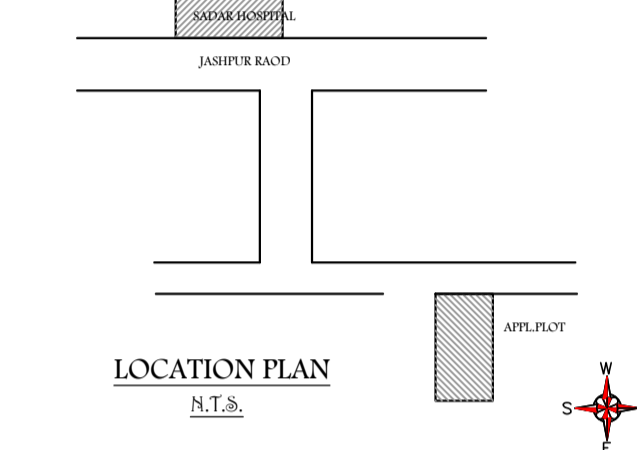 SADAR HOSPITAL
JASHPUR RAOD
APPL.PLOT
LOCATION PLAN
N.T.S.
W
S
E